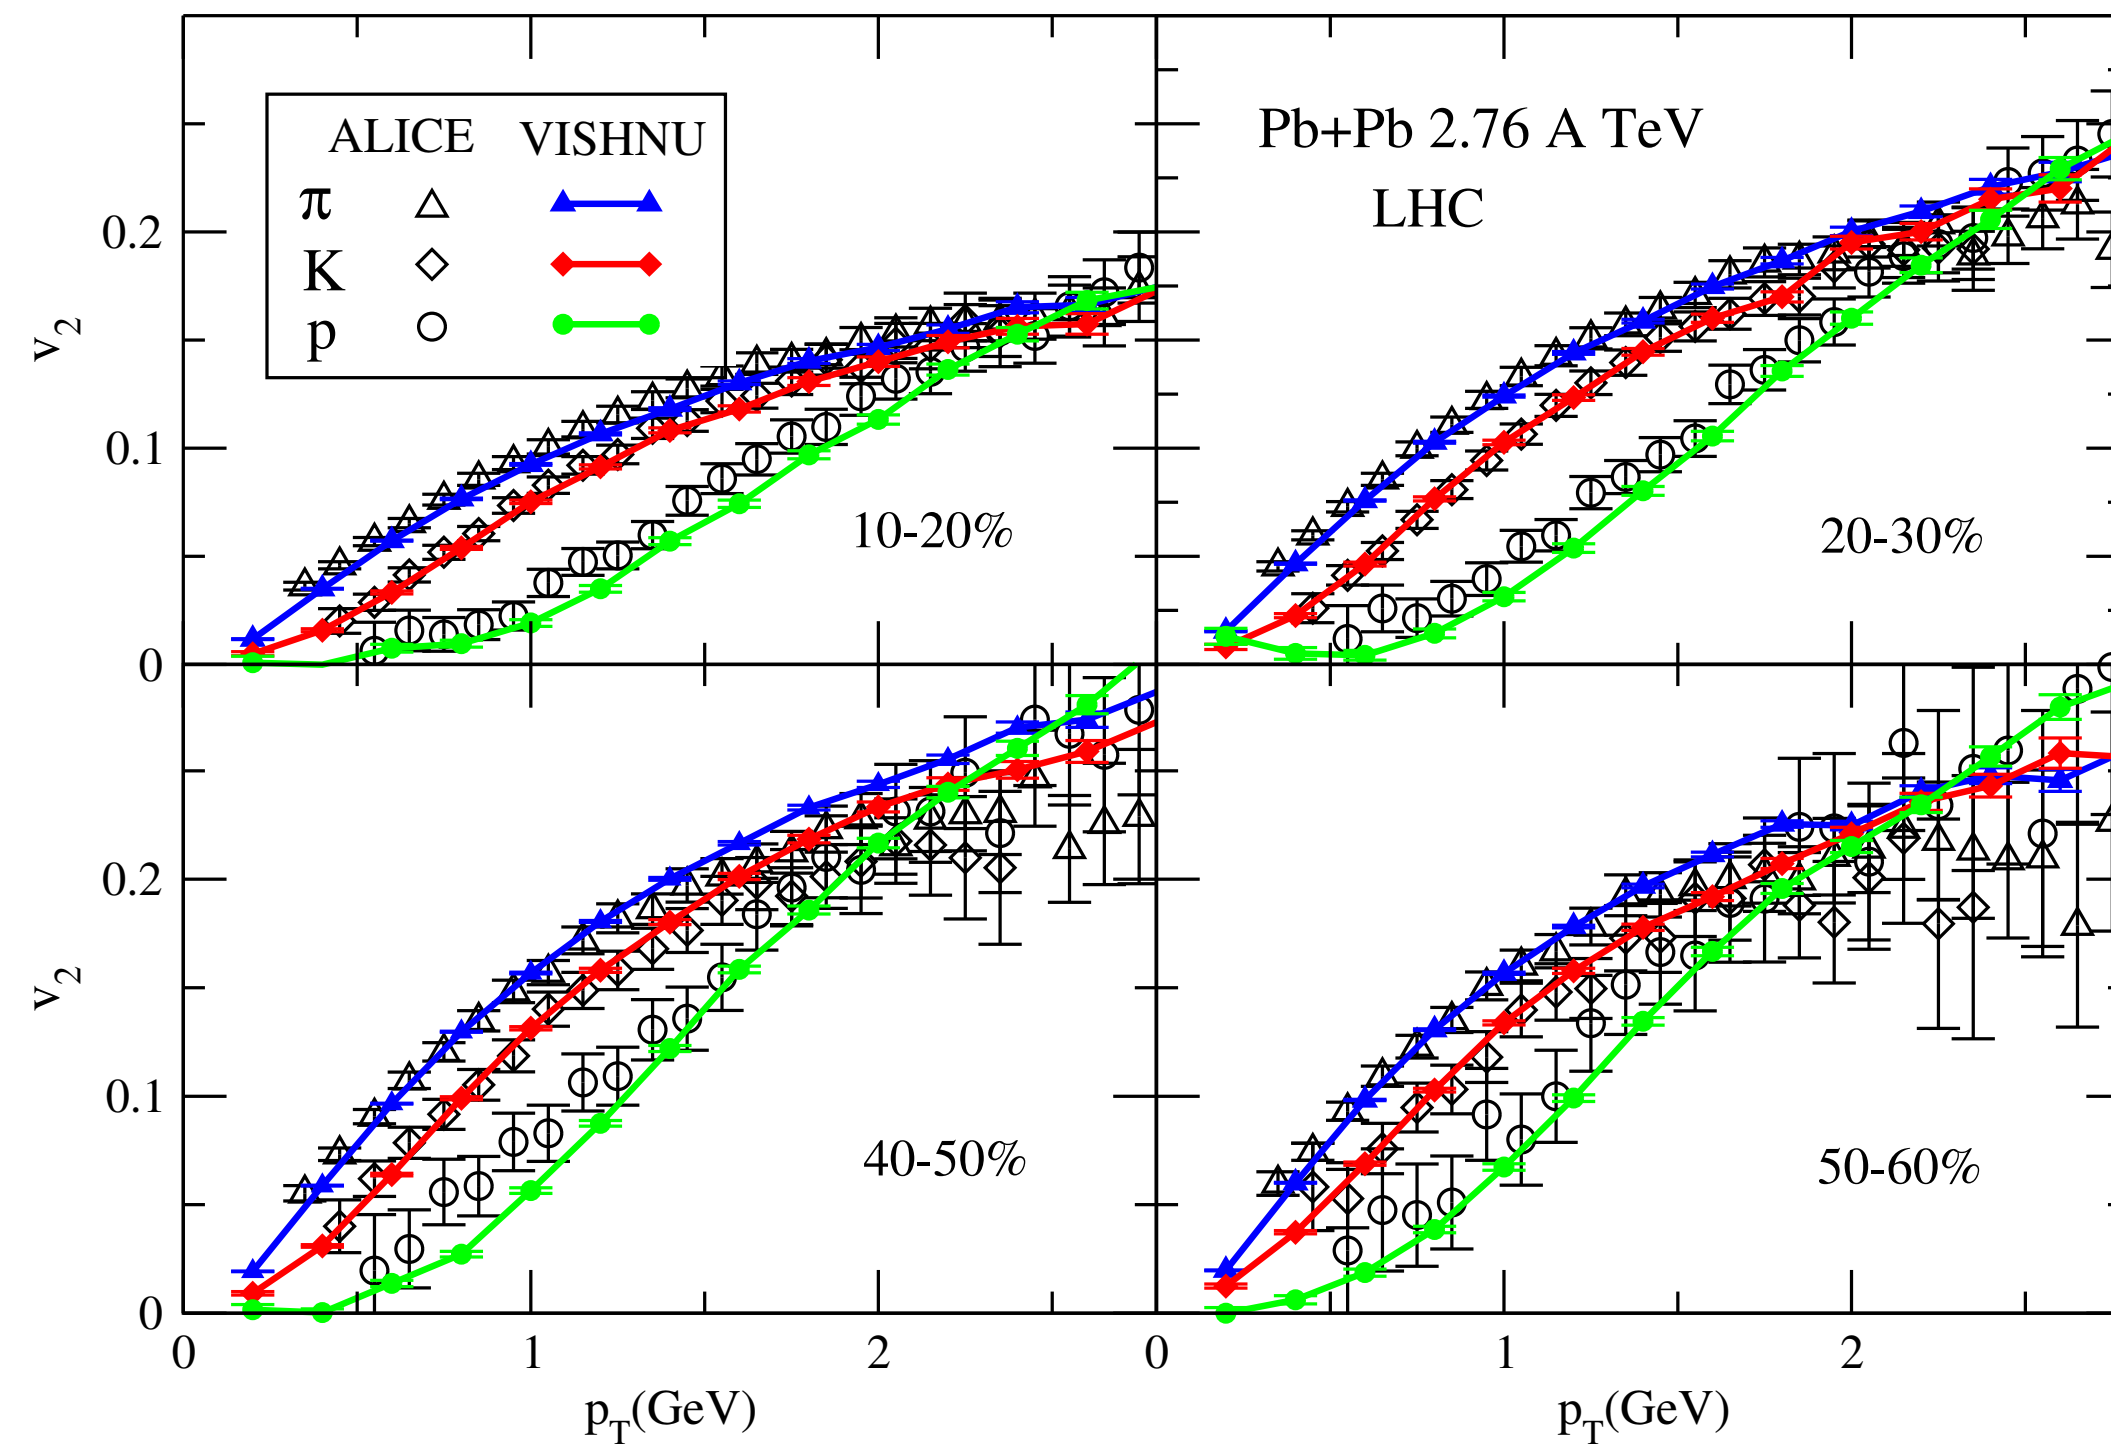 ALICE VISHNU
π
K
p
Pb+Pb 2.76 A TeV
LHC
v2
0.2
0.1
0
10-20%
20-30%
v2
0.2
0.1
0
40-50%
50-60%
0 1 2 0 1 2
pT(GeV) pT(GeV)